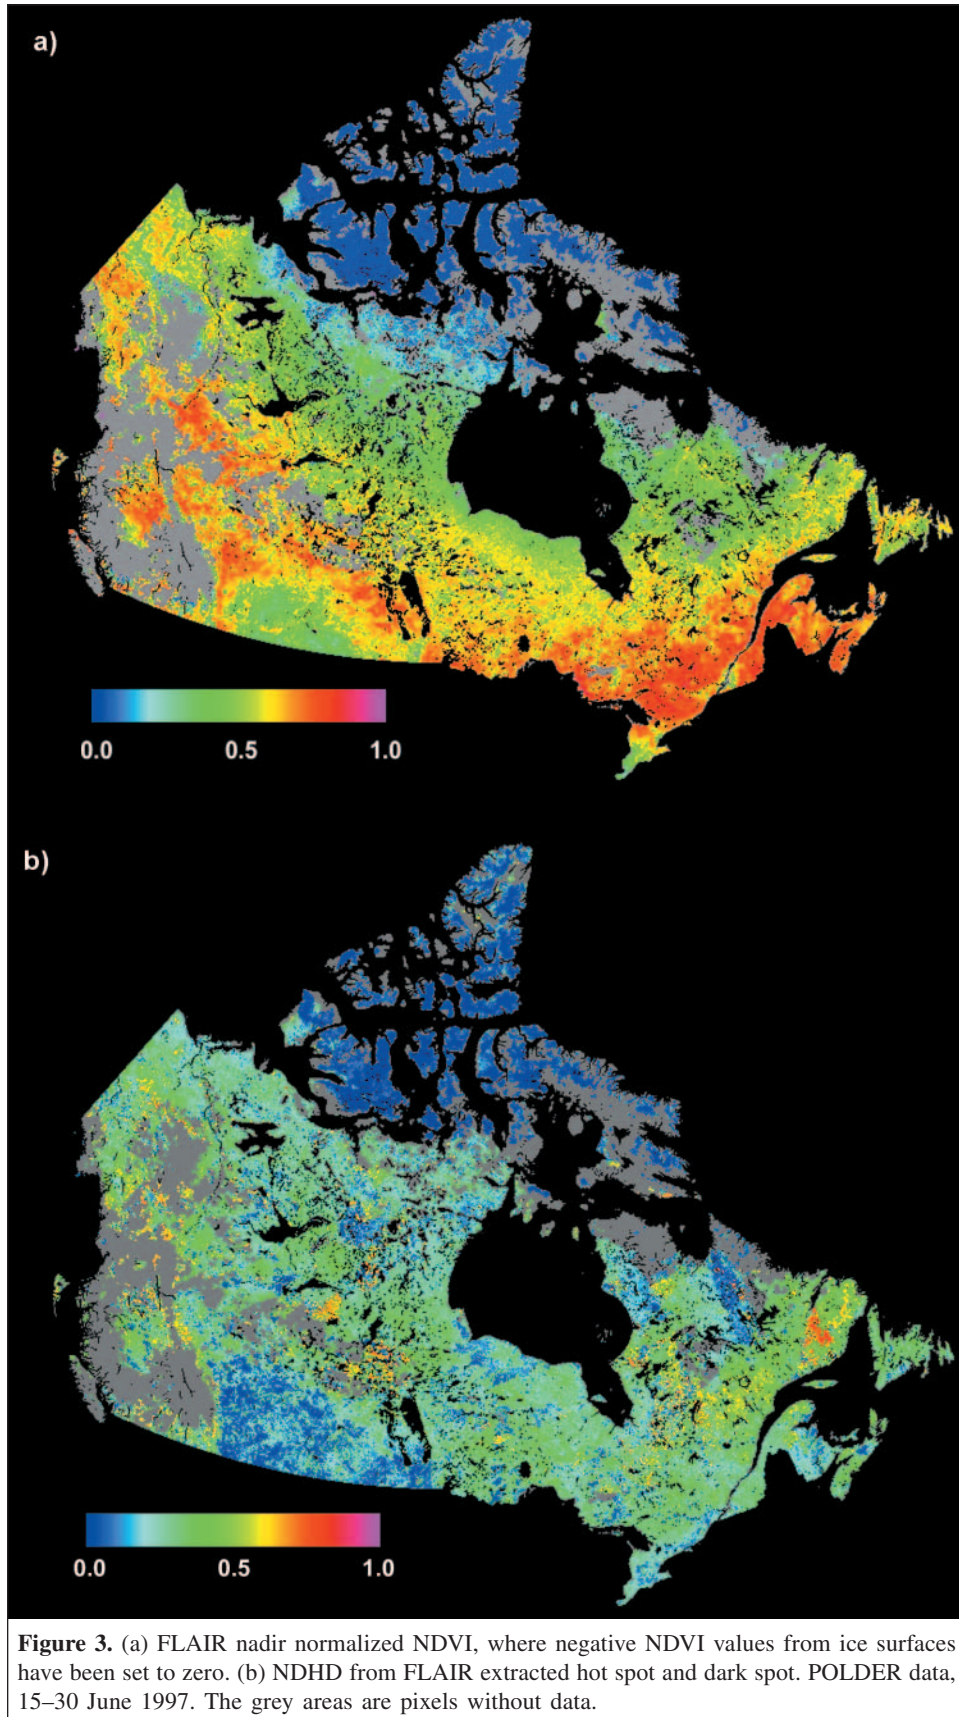 a)
0.0 0.5 1.0
b)
0.0 0.5 1.0
Figure 3. (a) FLAIR nadir normalized NDVI, where negative NDVI values from ice surfaces
have been set to zero. (b) NDHD from FLAIR extracted hot spot and dark spot. POLDER data,
15–30 June 1997. The grey areas are pixels without data.